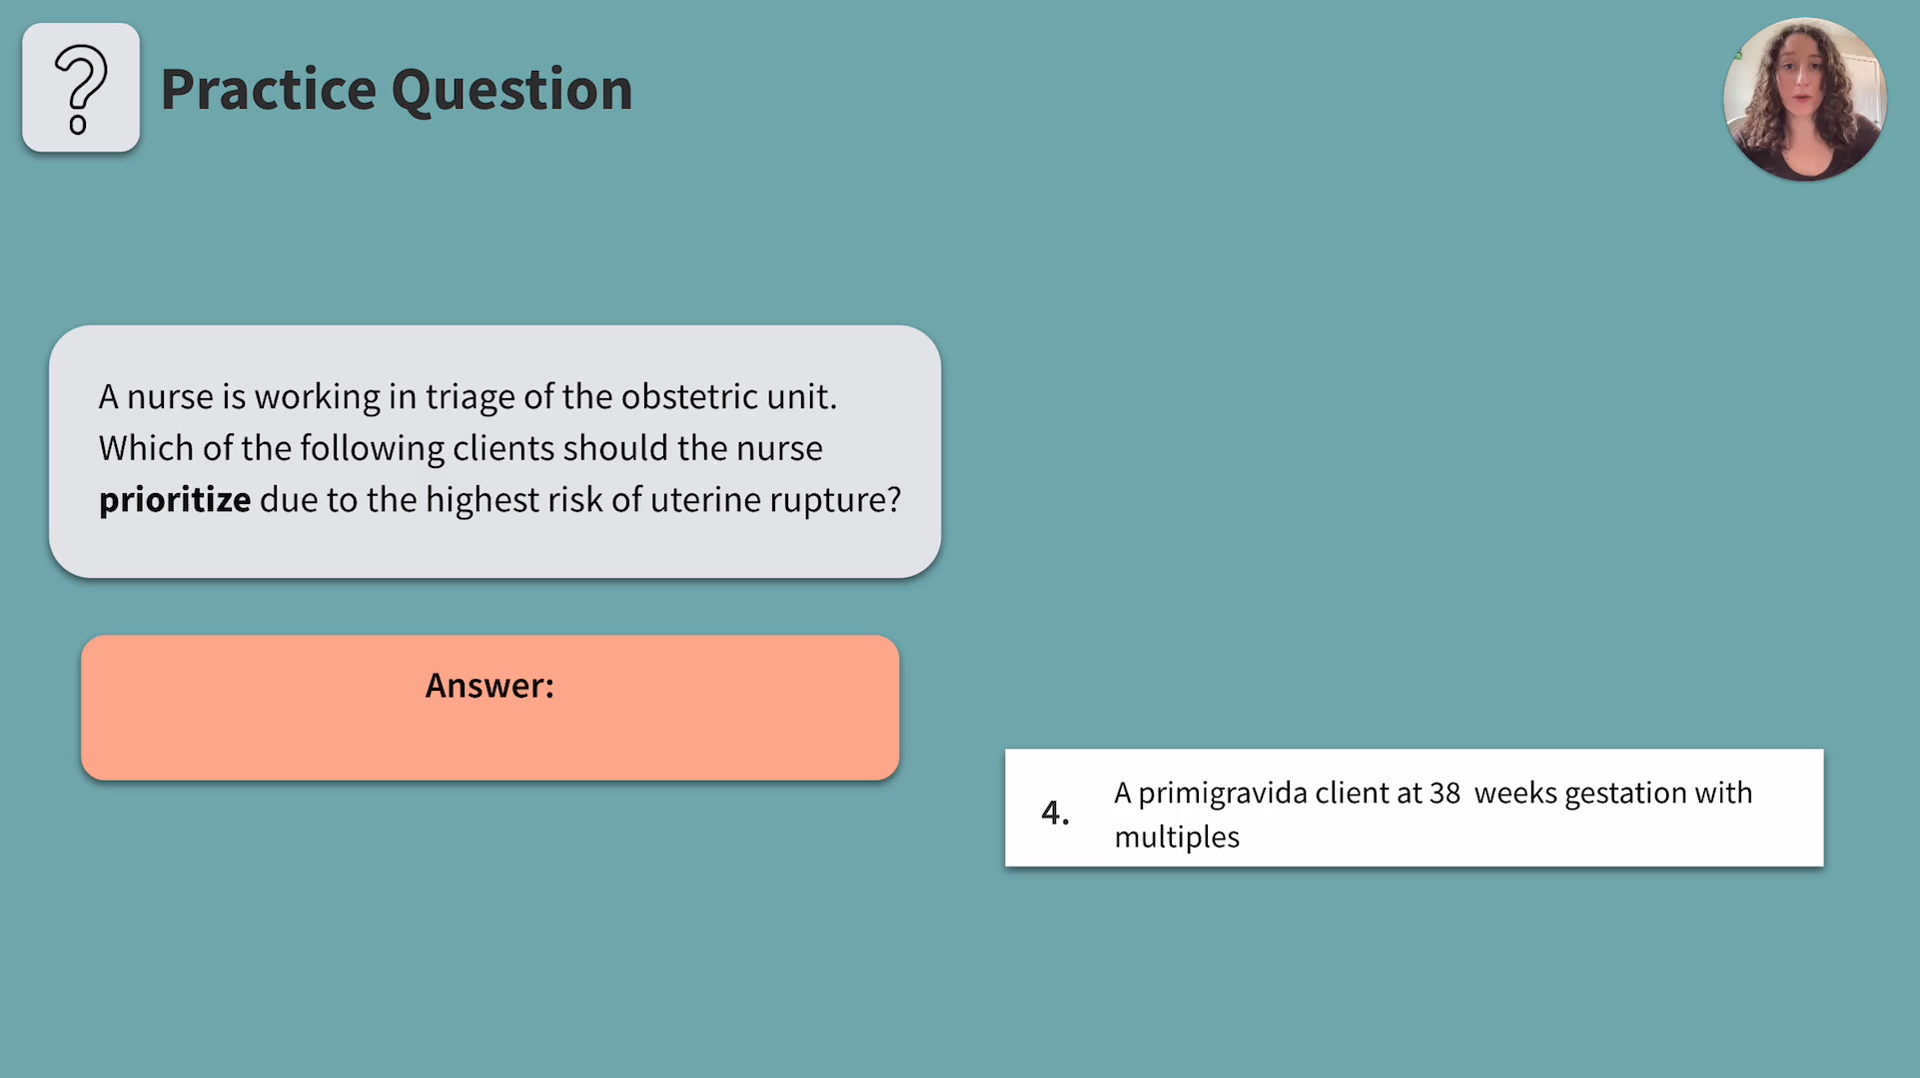 Practice Question
A nurse is working in triage of the obstetric unit.
Which of the following clients should the nurse
prioritize due to the highest risk of uterine rupture?
Answer:
4. A primigravida client at 38 weeks gestation with
multiples